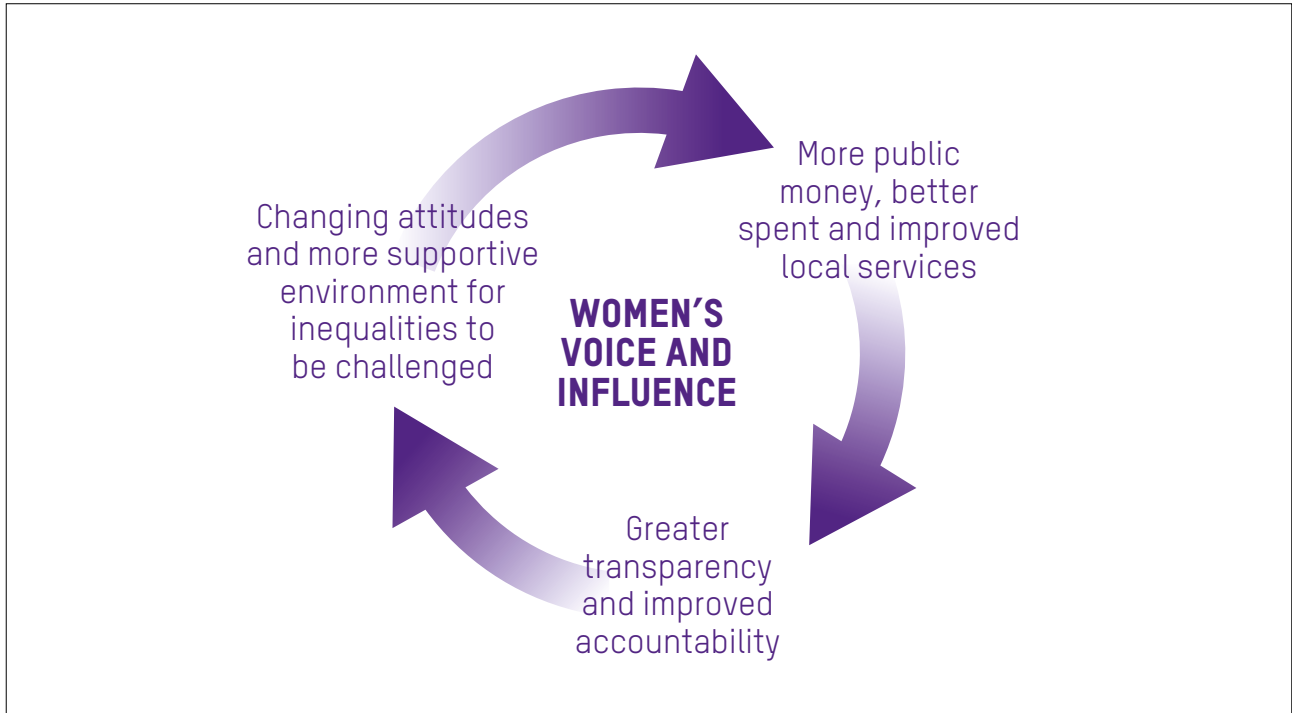 More public
money, better
spent and improved
local services
Changing attitudes
and more supportive
environment for
inequalities to
be challenged
WOMEN’S
VOICE AND
INFLUENCE
Greater
transparency
and improved
accountability